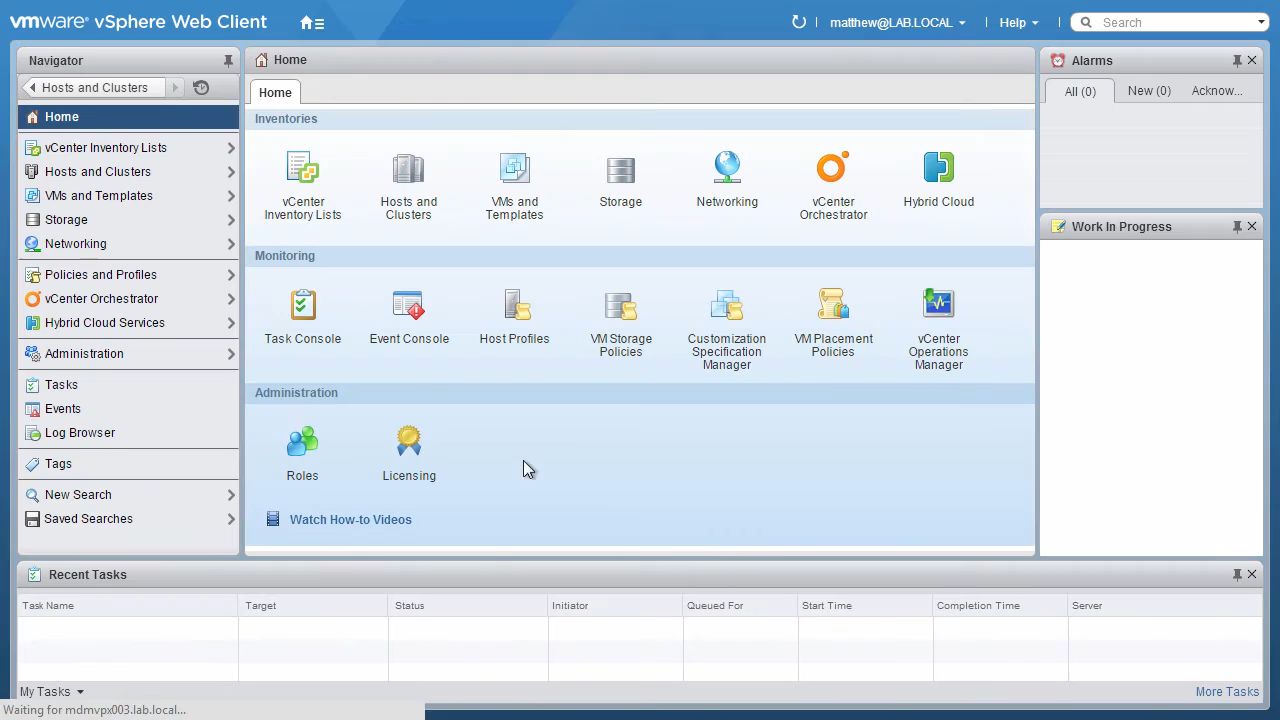 vmware® vSphere Web Client
matthew@LAB.LOCAL
Help
Search
Navigator
Hosts and Clusters
Home
vCenter Inventory Lists
Hosts and Clusters
VMs and Templates
Storage
Networking
Policies and Profiles
vCenter Orchestrator
Hybrid Cloud Services
Administration
Tasks
Events
Log Browser
Tags
New Search
Saved Searches
Home
Home
Inventories
vCenter
Inventory Lists
Hosts and
Clusters
VMs and
Templates
Storage
Networking
vCenter
Orchestrator
Hybrid Cloud
Monitoring
Task Console
Event Console
Host Profiles
VM Storage
Policies
Customization
Specification
Manager
VM Placement
Policies
vCenter
Operations
Manager
Administration
Roles
Licensing
Watch How-to Videos
Alarms
All (0)
New (0)
Acknow...
Work In Progress
Recent Tasks
Task Name
Target
Status
Initiator
Queued For
Start Time
Completion Time
Server
My Tasks
More Tasks
Waiting for mdmvpx003.lab.local...